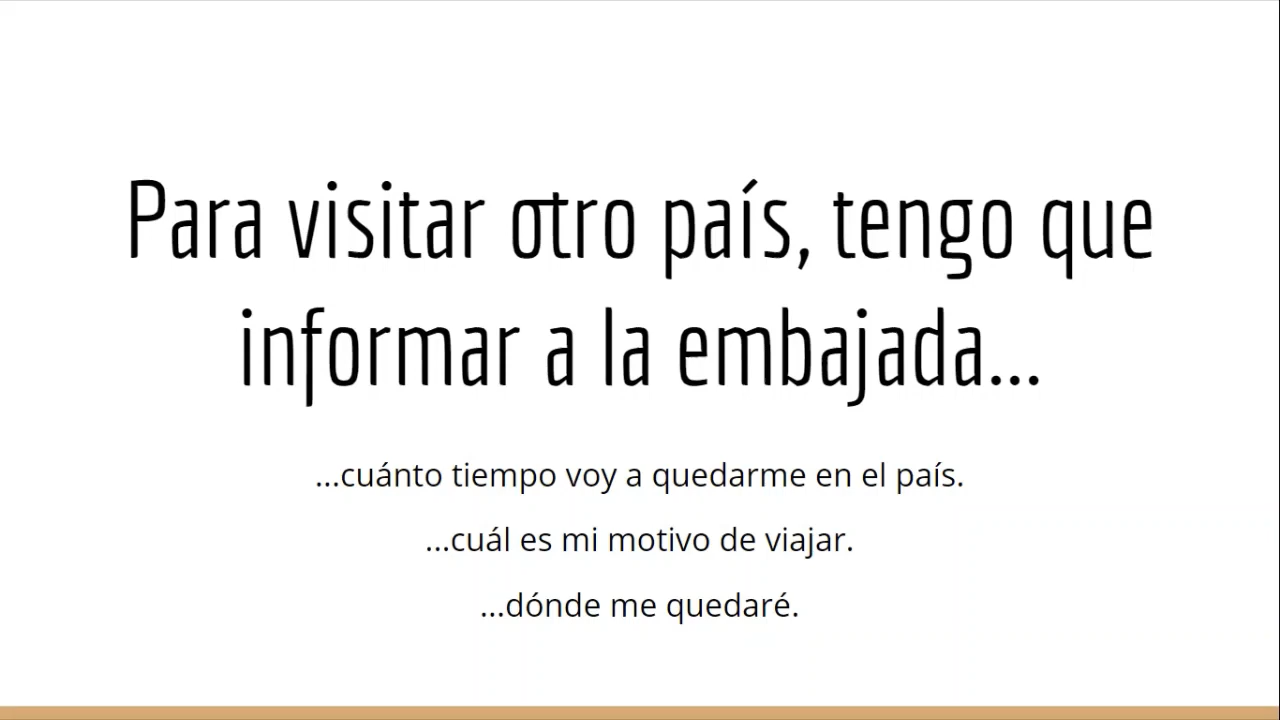 Para visitar otro país, tengo que
informar a la embajada...
...cuánto tiempo voy a quedarme en el país.
...cuál es mi motivo de viajar.
...dónde me quedaré.